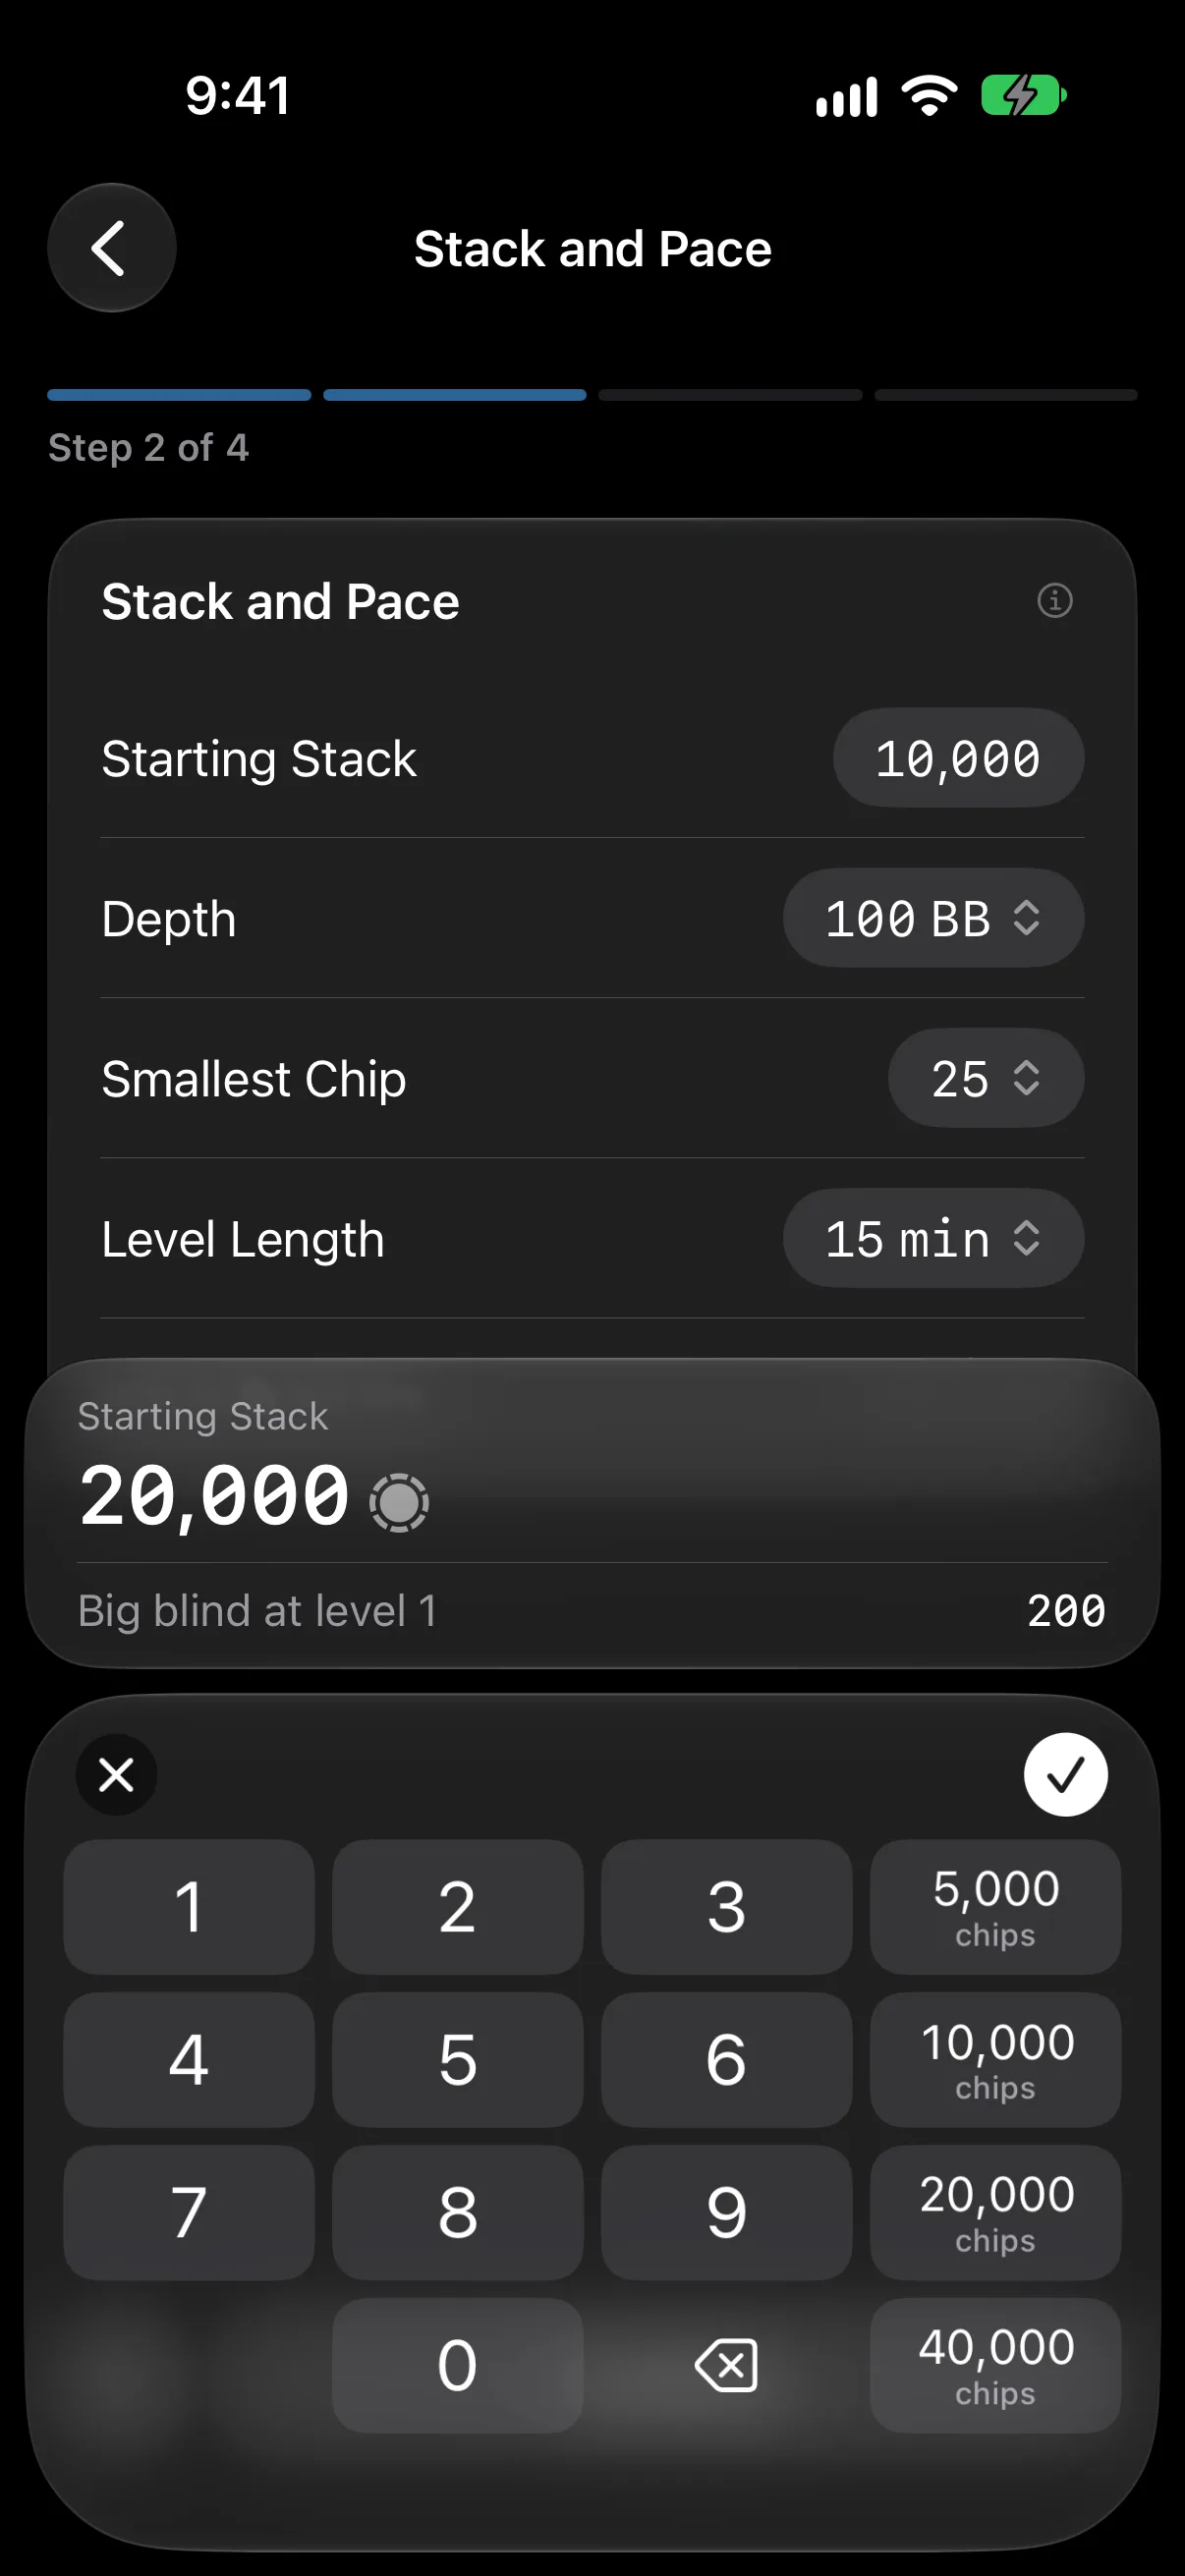 9:41
Stack and Pace
Step 2 of 4
Stack and Pace
Starting Stack 10,000
Depth 100 BB
Smallest Chip 25
Level Length 15 min
Starting Stack
20,000
Big blind at level 1 200
1 2 3 5,000 chips
4 5 6 10,000 chips
7 8 9 20,000 chips
0 40,000 chips